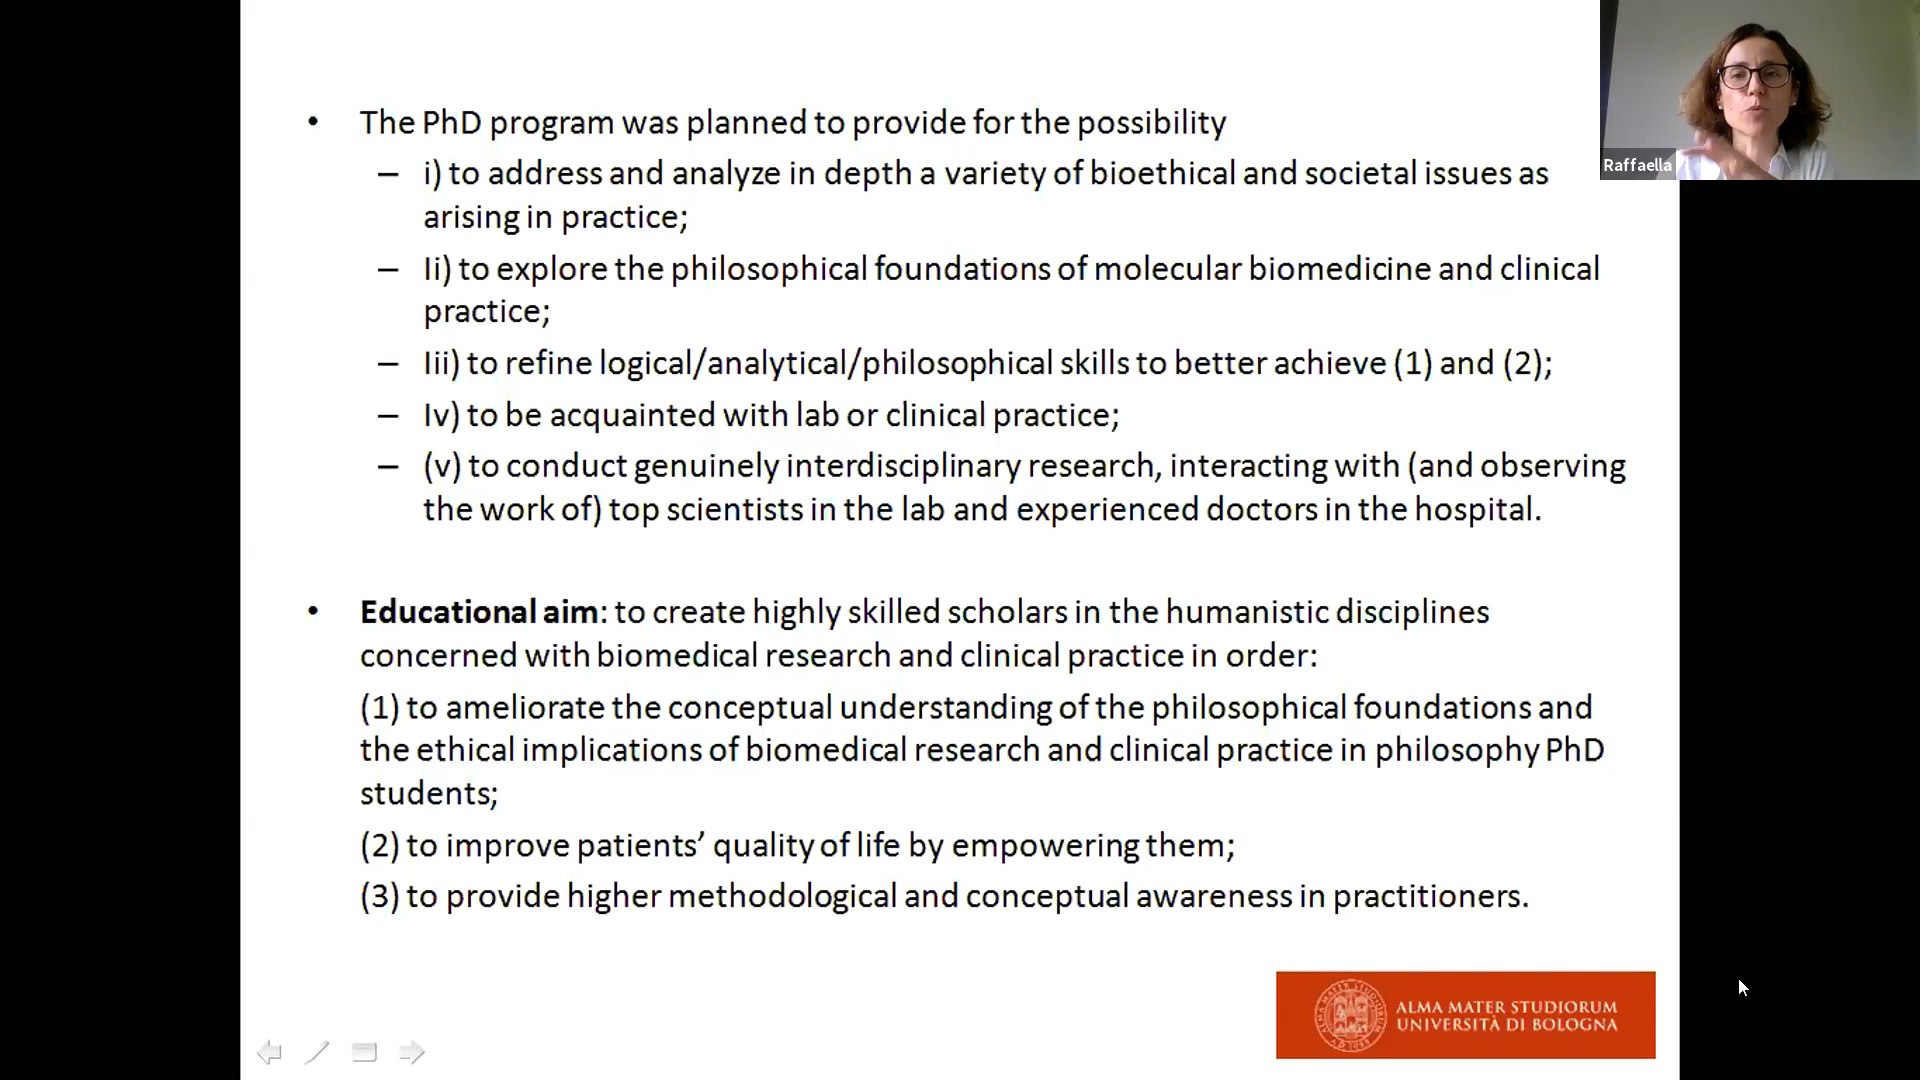 • The PhD program was planned to provide for the possibility
– i) to address and analyze in depth a variety of bioethical and societal issues as
arising in practice;
– Ii) to explore the philosophical foundations of molecular biomedicine and clinical
practice;
– Iii) to refine logical/analytical/philosophical skills to better achieve (1) and (2);
– Iv) to be acquainted with lab or clinical practice;
– (v) to conduct genuinely interdisciplinary research, interacting with (and observing
the work of) top scientists in the lab and experienced doctors in the hospital.
• Educational aim: to create highly skilled scholars in the humanistic disciplines
concerned with biomedical research and clinical practice in order:
(1) to ameliorate the conceptual understanding of the philosophical foundations and
the ethical implications of biomedical research and clinical practice in philosophy PhD
students;
(2) to improve patients’ quality of life by empowering them;
(3) to provide higher methodological and conceptual awareness in practitioners.
Raffaella
ALMA MATER STUDIORUM
UNIVERSITÀ DI BOLOGNA